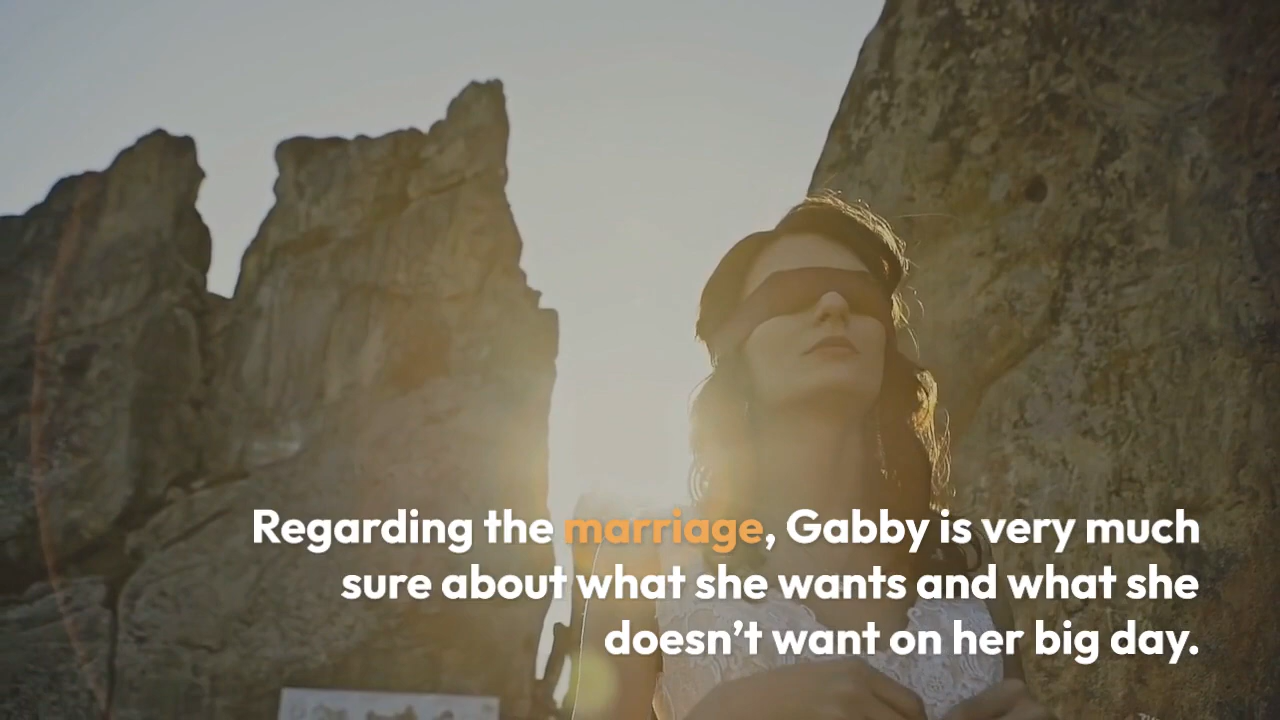 Regarding the marriage, Gabby is very much
sure about what she wants and what she
doesn’t want on her big day.